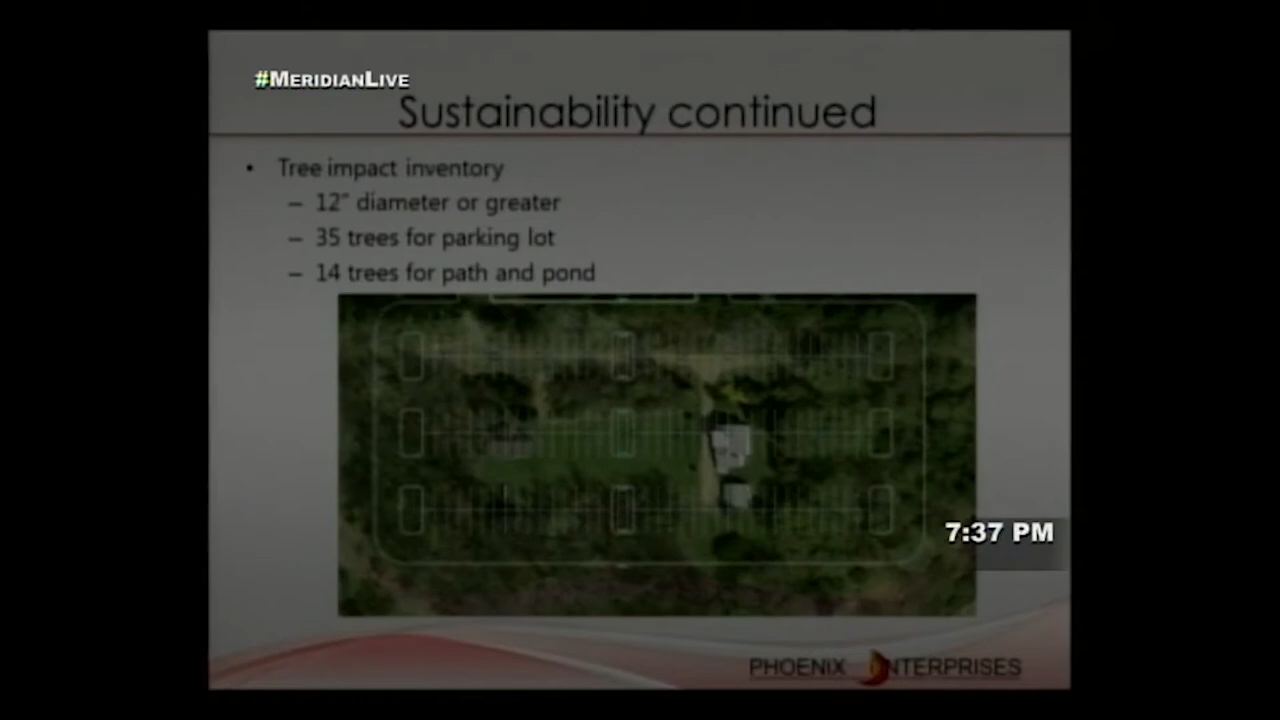 #MERIDIANLIVE
Sustainability continued
• Tree impact inventory
– 12" diameter or greater
– 35 trees for parking lot
– 14 trees for path and pond
7:37 PM
PHOENIX ENTERPRISES